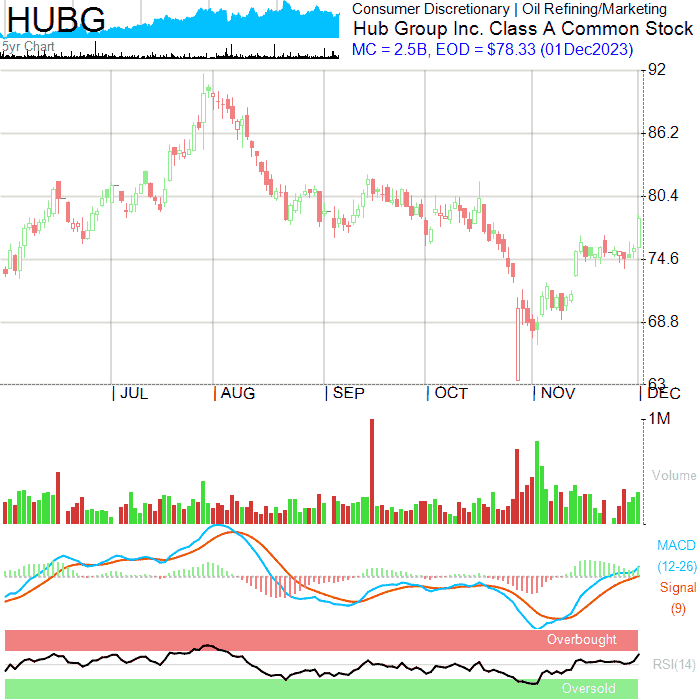 HUBG
5yr Chart
Consumer Discretionary | Oil Refining/Marketing
Hub Group Inc. Class A Common Stock
MC = 2.5B, EOD = $78.33 (01Dec2023)
92
86.2
80.4
74.6
68.8
63
JUL AUG SEP OCT NOV DEC
1M
Volume
MACD
(12-26)
Signal
(9)
Overbought
RSI(14)
Oversold